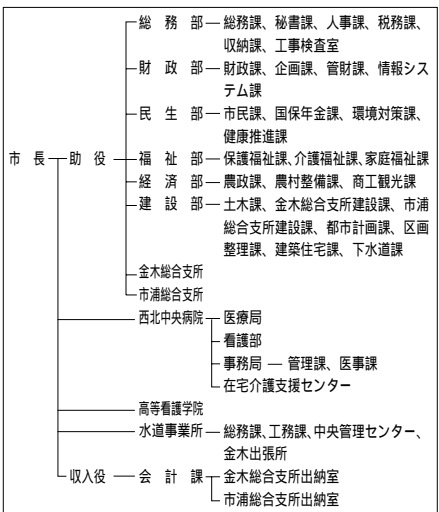 総務部 総務課、秘書課、人事課、税務課、
収納課、工事検査室
財政部 財政課、企画課、管財課、情報シス
テム課
民生部 市民課、国保年金課、環境対策課、
健康推進課
市長 助役 福祉部 保護福祉課、介護福祉課、家庭福祉課
経済部 農政課、農村整備課、商工観光課
建設部 土木課、金木総合支所建設課、市浦
総合支所建設課、都市計画課、区画
整理課、建築住宅課、下水道課
金木総合支所
市浦総合支所
西北中央病院 医療局
看護部
事務局 管理課、医事課
在宅介護支援センター
高等看護学院
水道事業所 総務課、工務課、中央管理センター、
金木出張所
収入役 会計課 金木総合支所出納室
市浦総合支所出納室